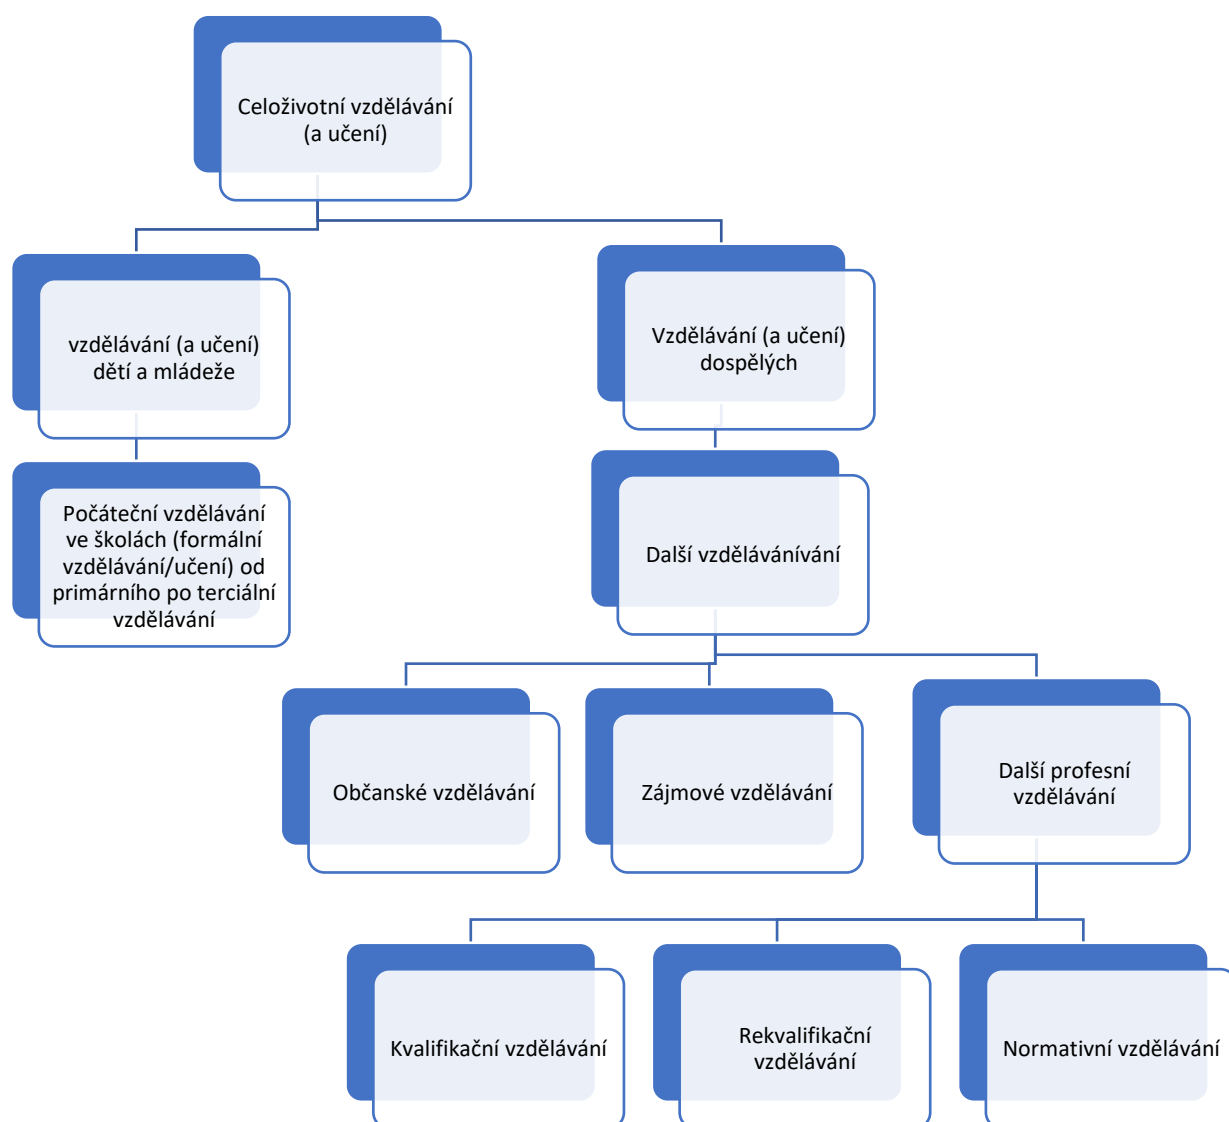 Celoživotní vzdělávání
(a učení)
vzdělávání (a učení)
dětí a mládeže
Vzdělávání (a učení)
dospělých
Počáteční vzdělávání
ve školách (formální
vzdělávání/učení) od
primárního po terciální
vzdělávání
Další vzděláványívání
Občanské vzdělávání
Zájmové vzdělávání
Další profesní
vzdělávání
Kvalifikační vzdělávání
Rekvalifikační
vzdělávání
Normativní vzdělávání